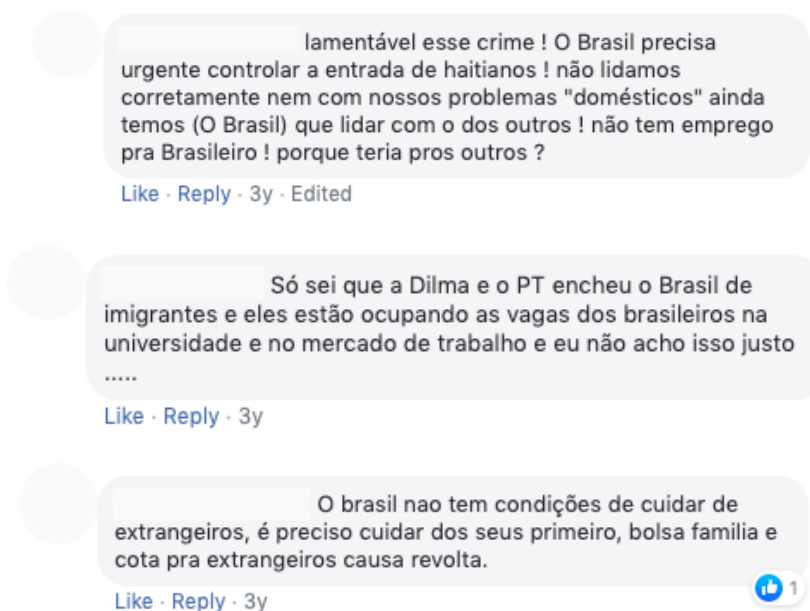 lamentável esse crime ! O Brasil precisa
urgente controlar a entrada de haitianos ! não lidamos
corretamente nem com nossos problemas "domésticos" ainda
temos (O Brasil) que lidar com o dos outros ! não tem emprego
pra Brasileiro ! porque teria pros outros ?
Like · Reply · 3y · Edited
Só sei que a Dilma e o PT encheu o Brasil de
imigrantes e eles estão ocupando as vagas dos brasileiros na
universidade e no mercado de trabalho e eu não acho isso justo
.....
Like · Reply · 3y
O brasil nao tem condições de cuidar de
extrangeiros, é preciso cuidar dos seus primeiro, bolsa familia e
cota pra extrangeiros causa revolta.
1
Like · Reply · 3y